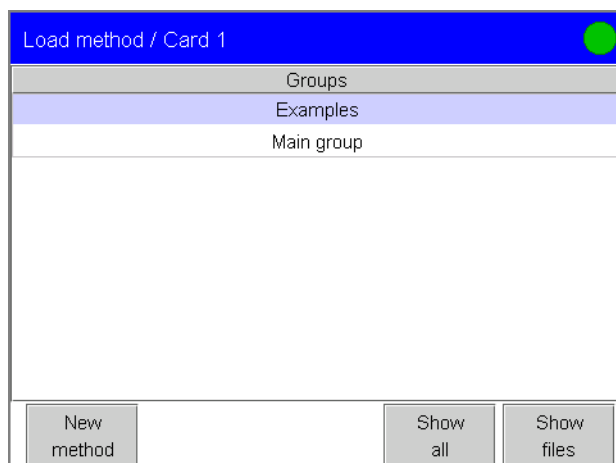 Load method / Card 1
Groups
Examples
Main group
New
method
Show
all
Show
files